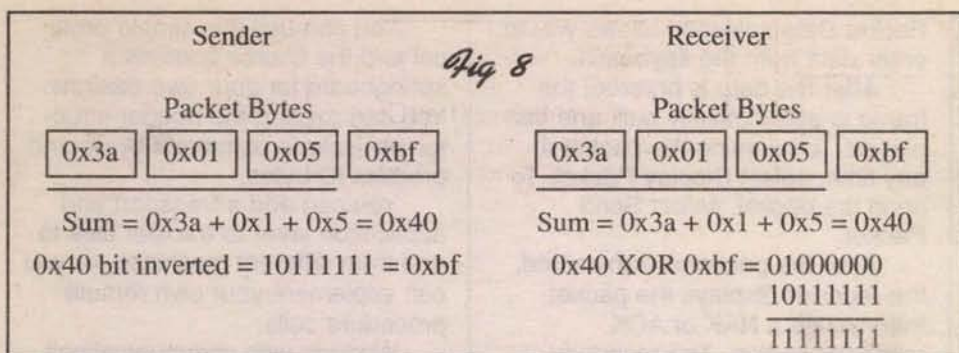 Sender
Fig 8
Receiver
Packet Bytes
Packet Bytes
0x3a 0x01 0x05 0xbf
0x3a 0x01 0x05 0xbf
Sum = 0x3a + 0x1 + 0x5 = 0x40
Sum = 0x3a + 0x1 + 0x5 = 0x40
0x40 bit inverted = 10111111 = 0xbf
0x40 XOR 0xbf = 01000000
10111111
11111111